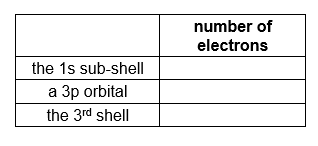 number of
electrons
the 1s sub-shell
a 3p orbital
the 3rd shell